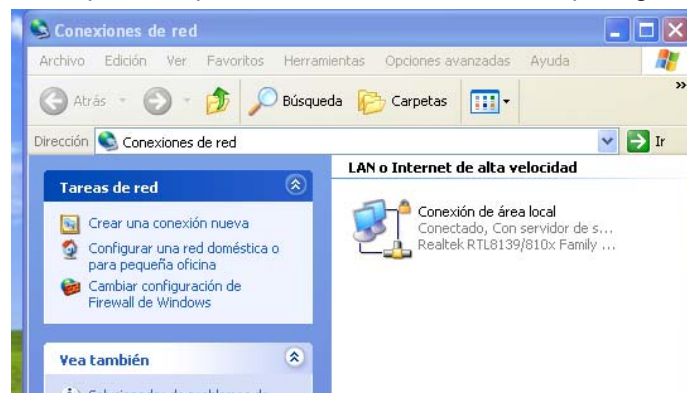 Conexiones de red
Archivo Edición Ver Favoritos Herramientas Opciones avanzadas Ayuda
Atrás Búsqueda Carpetas »
Dirección Conexiones de red Ir
Tareas de red
Crear una conexión nueva
Configurar una red doméstica o
para pequeña oficina
Cambiar configuración de
Firewall de Windows
Vea también
LAN o Internet de alta velocidad
Conexión de área local
Conectado, Con servidor de s...
Realtek RTL8139/810x Family ...